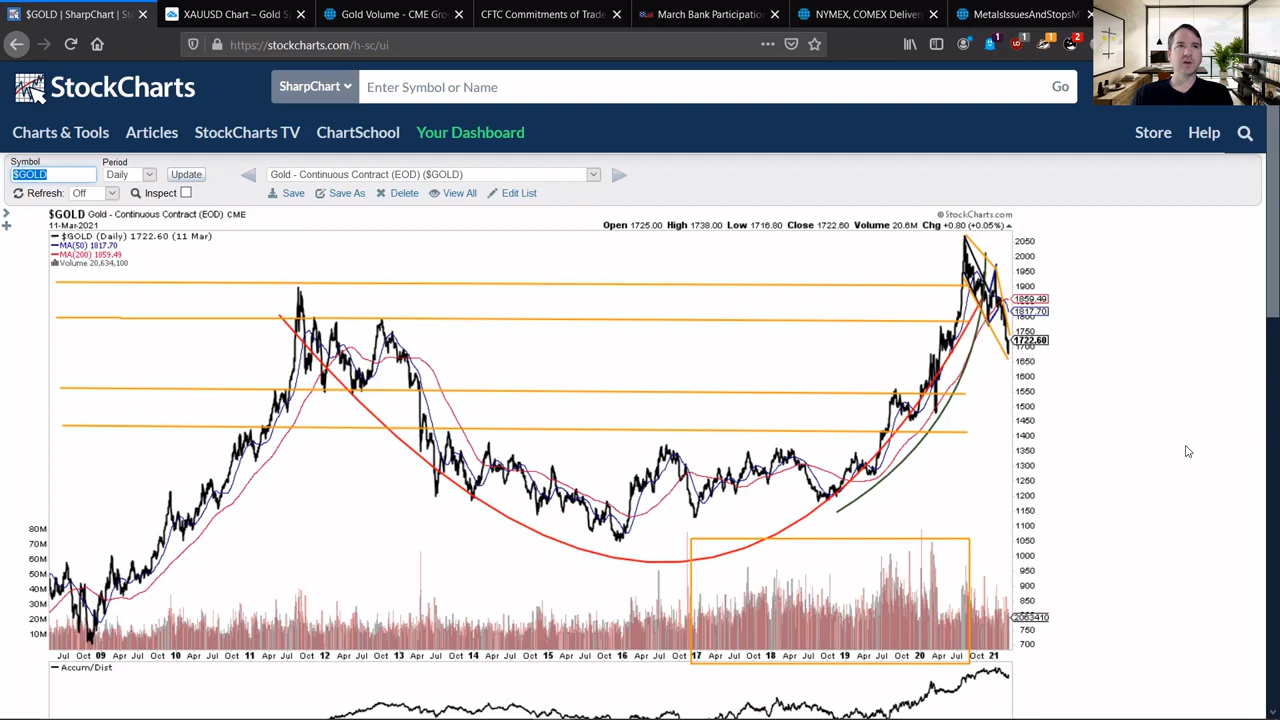 $GOLD | SharpChart | St
XAUUSD Chart — Gold S
Gold Volume - CME Gro
CFTC Commitments of Trade
March Bank Participatio
NYMEX, COMEX Deliver
MetalsIssuesAndStopsM
https://stockcharts.com/h-sc/ui
1
1
1
2
StockCharts
SharpChart
Enter Symbol or Name
Go
Charts & Tools
Articles
StockCharts TV
ChartSchool
Your Dashboard
Store
Help
Symbol
Period
$GOLD
Daily
Update
Gold - Continuous Contract (EOD) ($GOLD)
Refresh:
Off
Inspect
Save
Save As
Delete
View All
Edit List
$GOLD Gold - Continuous Contract (EOD) CME
© StockCharts.com
11-Mar-2021
Open 1725.00 High 1738.00 Low 1716.80 Close 1722.60 Volume 20.6M Chg +0.80 (+0.05%)
$GOLD (Daily) 1722.60 (11 Mar)
MA(50) 1817.70
MA(200) 1859.49
Volume 20,634,100
2050
2000
1950
1900
1859.49
1817.70
1800
1750
1722.60
1700
1650
1600
1550
1500
1450
1400
1350
1300
1250
1200
1150
1100
1050
1000
950
900
850
800
2063410
750
700
80M
70M
60M
50M
40M
30M
20M
10M
Jul Oct 09 Apr Jul Oct 10 Apr Jul Oct 11 Apr Jul Oct 12 Apr Jul Oct 13 Apr Jul Oct 14 Apr Jul Oct 15 Apr Jul Oct 16 Apr Jul Oct 17 Apr Jul Oct 18 Apr Jul Oct 19 Apr Jul Oct 20 Apr Jul Oct 21
Accum/Dist